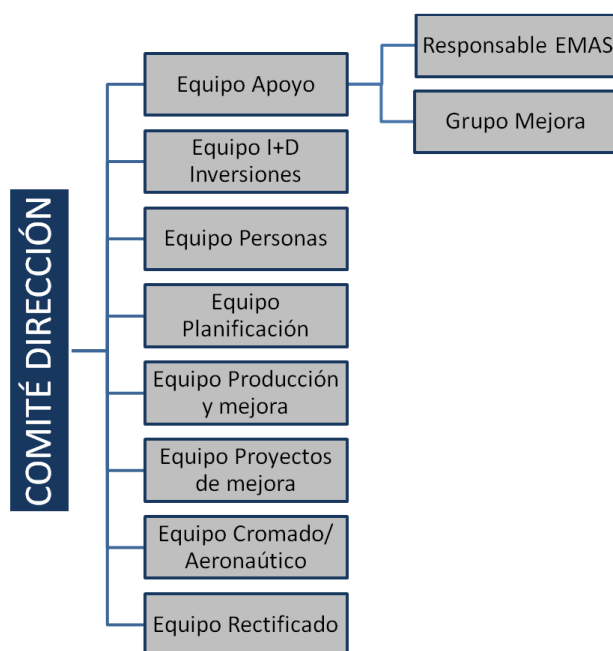 COMITÉ DIRECCIÓN
Equipo Apoyo
Responsable EMAS
Grupo Mejora
Equipo I+D
Inversiones
Equipo Personas
Equipo
Planificación
Equipo Producción
y mejora
Equipo Proyectos
de mejora
Equipo Cromado/
Aeronaútico
Equipo Rectificado